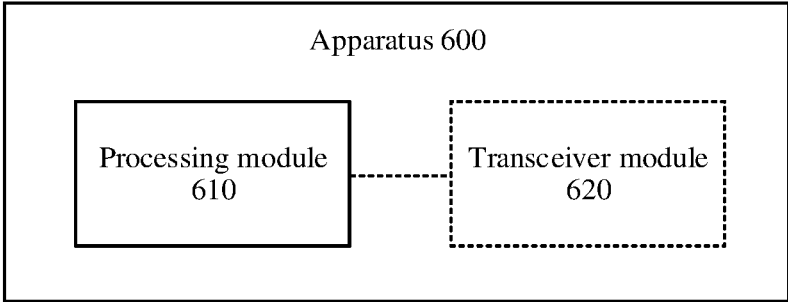 Apparatus 600
Processing module
610
Transceiver module
620